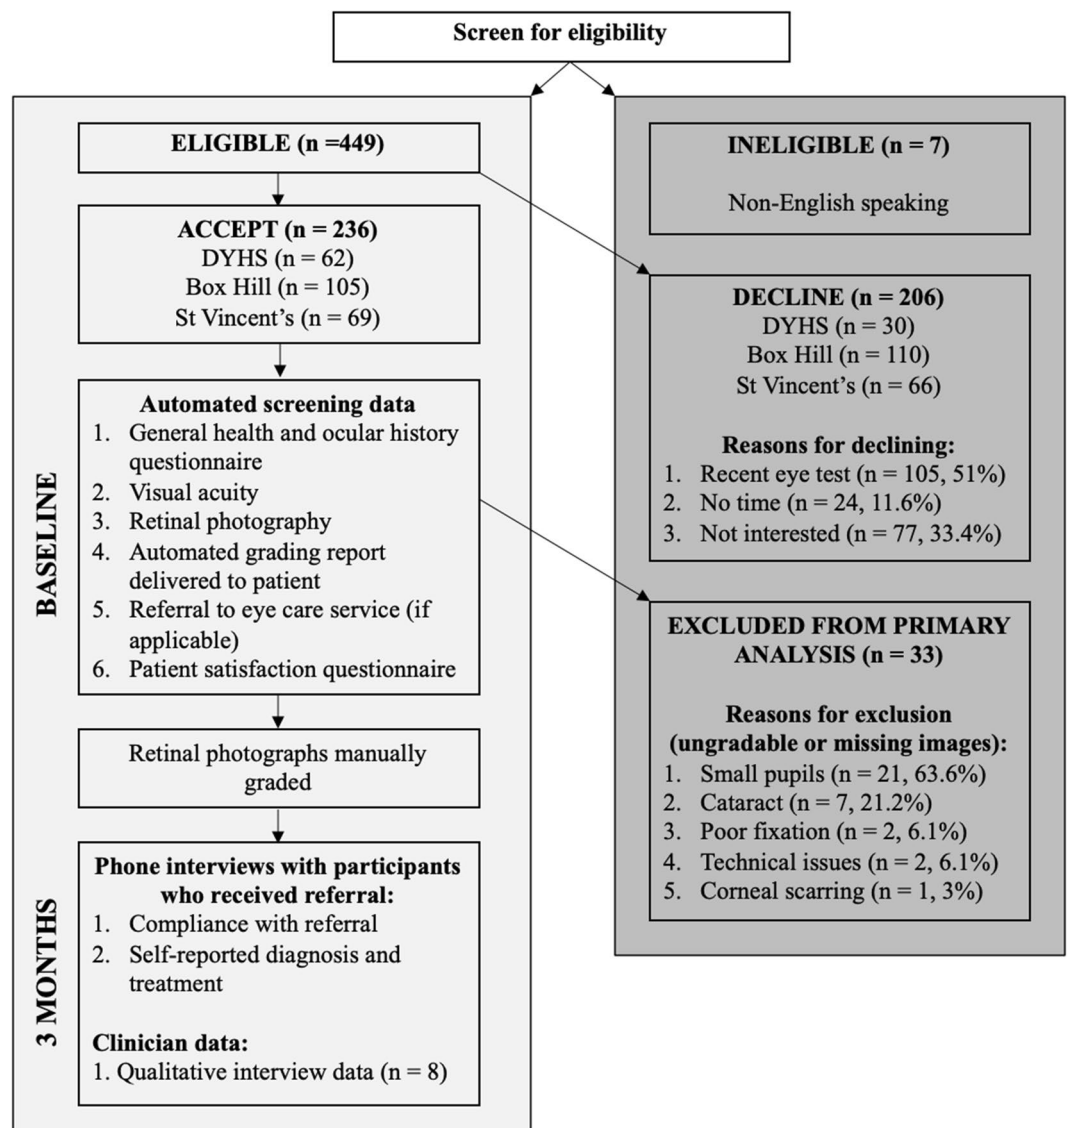 Screen for eligibility
ELIGIBLE (n =449)
ACCEPT (n = 236)
DYHS (n = 62)
Box Hill (n = 105)
St Vincent’s (n = 69)
Automated screening data
1. General health and ocular history
questionnaire
2. Visual acuity
3. Retinal photography
4. Automated grading report
delivered to patient
5. Referral to eye care service (if
applicable)
6. Patient satisfaction questionnaire
BASELINE
Retinal photographs manually
graded
Phone interviews with participants
who received referral:
1. Compliance with referral
2. Self-reported diagnosis and
treatment
Clinician data:
1. Qualitative interview data (n = 8)
3 MONTHS
INELIGIBLE (n = 7)
Non-English speaking
DECLINE (n = 206)
DYHS (n = 30)
Box Hill (n = 110)
St Vincent’s (n = 66)
Reasons for declining:
1. Recent eye test (n = 105, 51%)
2. No time (n = 24, 11.6%)
3. Not interested (n = 77, 33.4%)
EXCLUDED FROM PRIMARY
ANALYSIS (n = 33)
Reasons for exclusion
(ungradable or missing images):
1. Small pupils (n = 21, 63.6%)
2. Cataract (n = 7, 21.2%)
3. Poor fixation (n = 2, 6.1%)
4. Technical issues (n = 2, 6.1%)
5. Corneal scarring (n = 1, 3%)